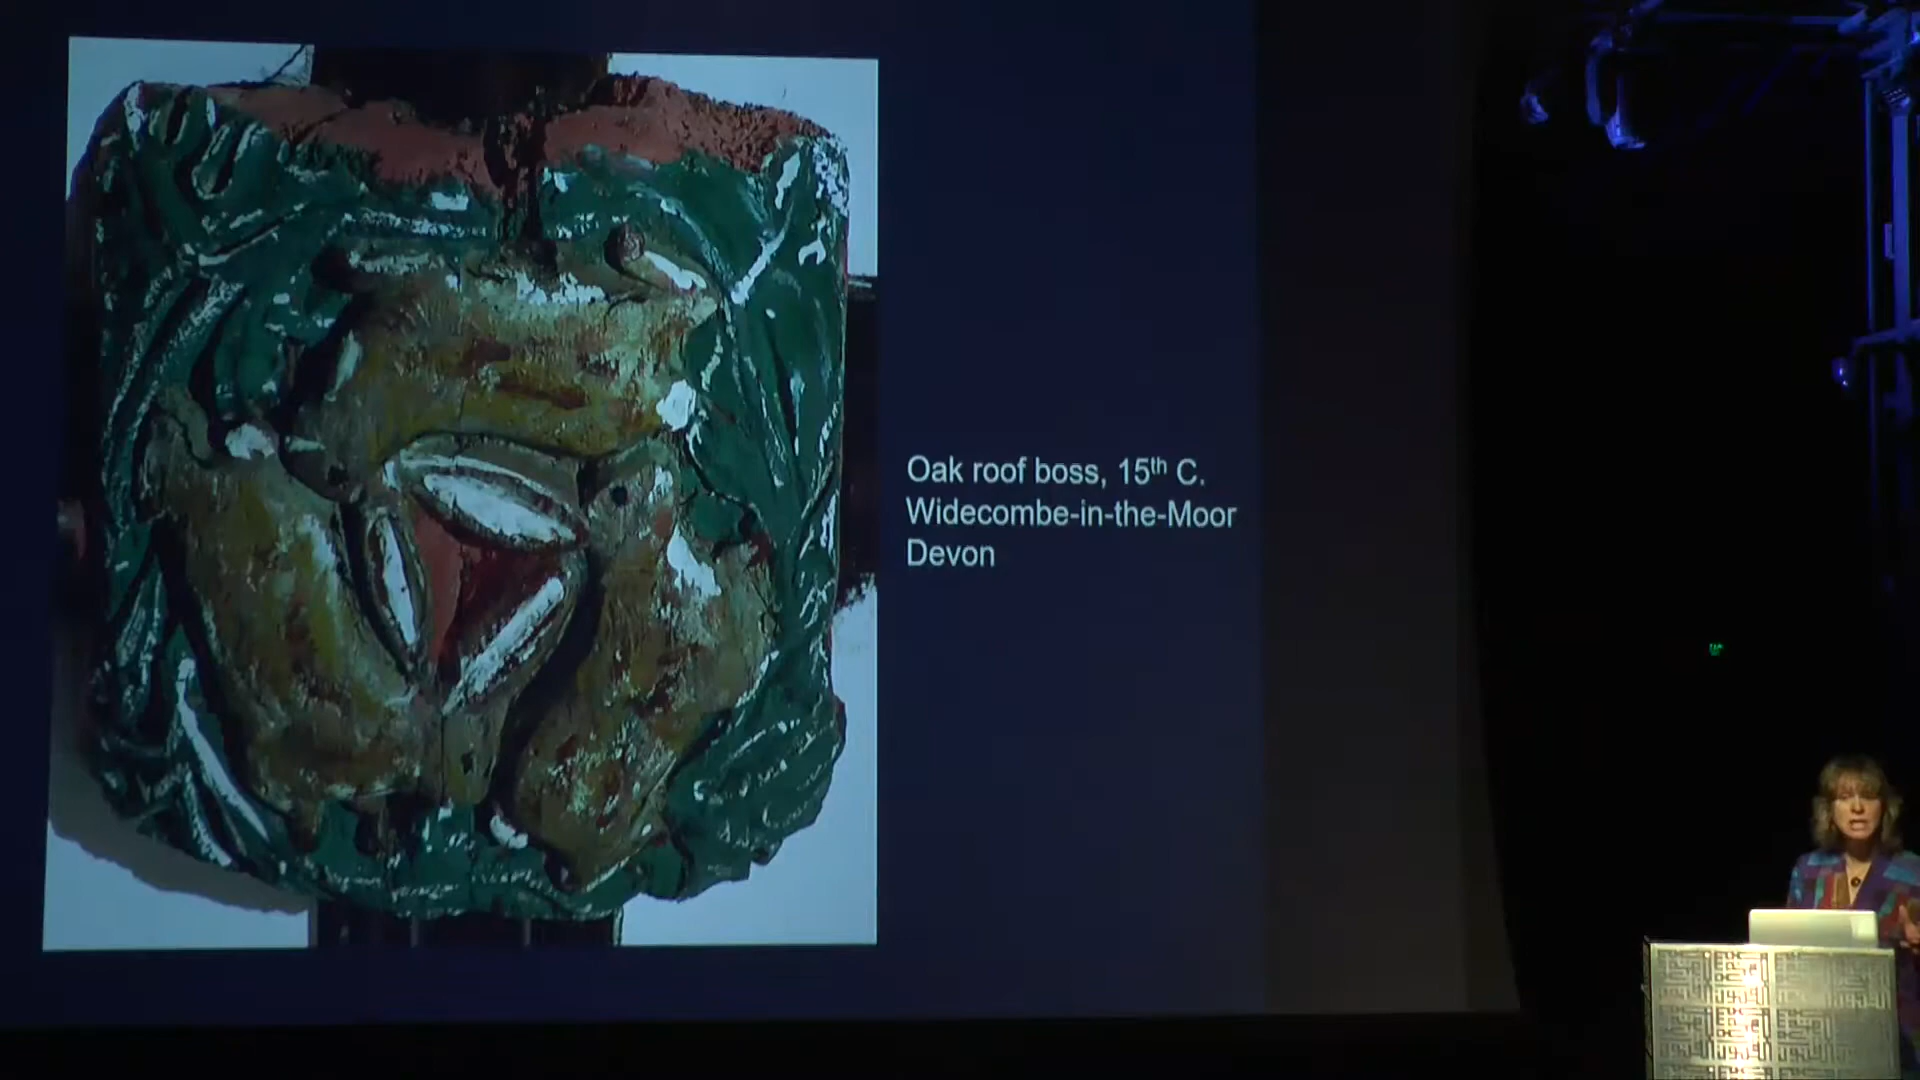 Oak roof boss, 15th C.
Widecombe-in-the-Moor
Devon